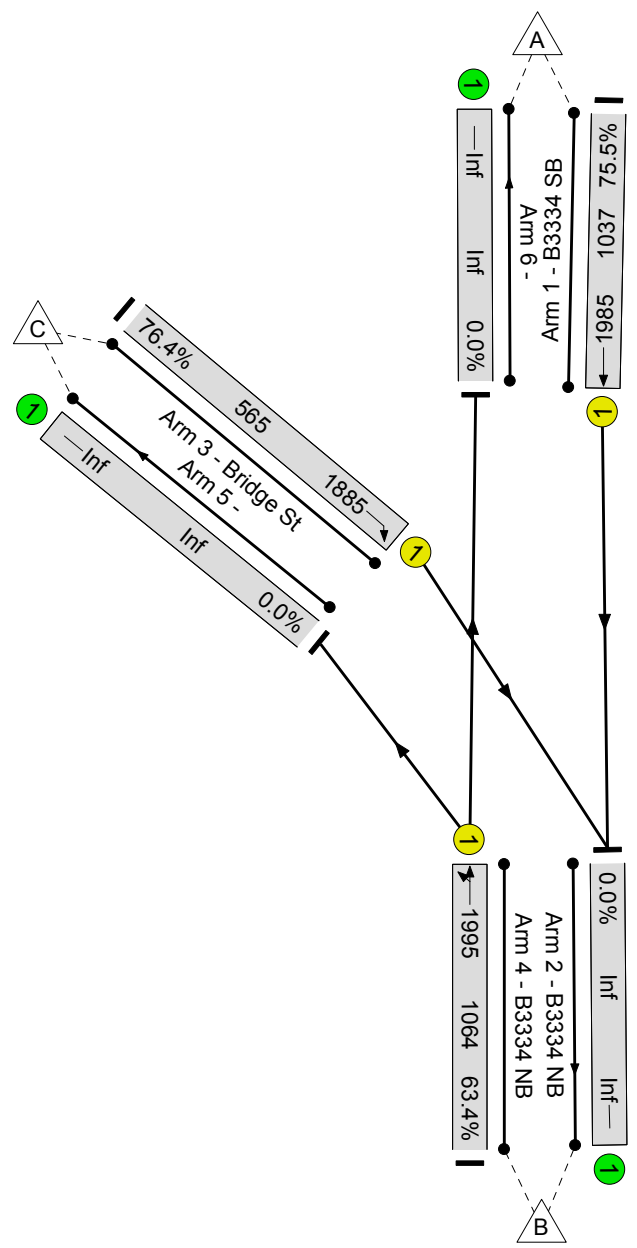 A
1
Inf Inf 0.0%
Arm 6 -
Arm 1 - B3334 SB
1985 1037 75.5%
1
C
1
76.4% 565 1885
Arm 3 - Bridge St
Arm 5 -
Inf Inf 0.0%
1
1
1995 1064 63.4%
Arm 4 - B3334 NB
Arm 2 - B3334 NB
0.0% Inf Inf
1
B